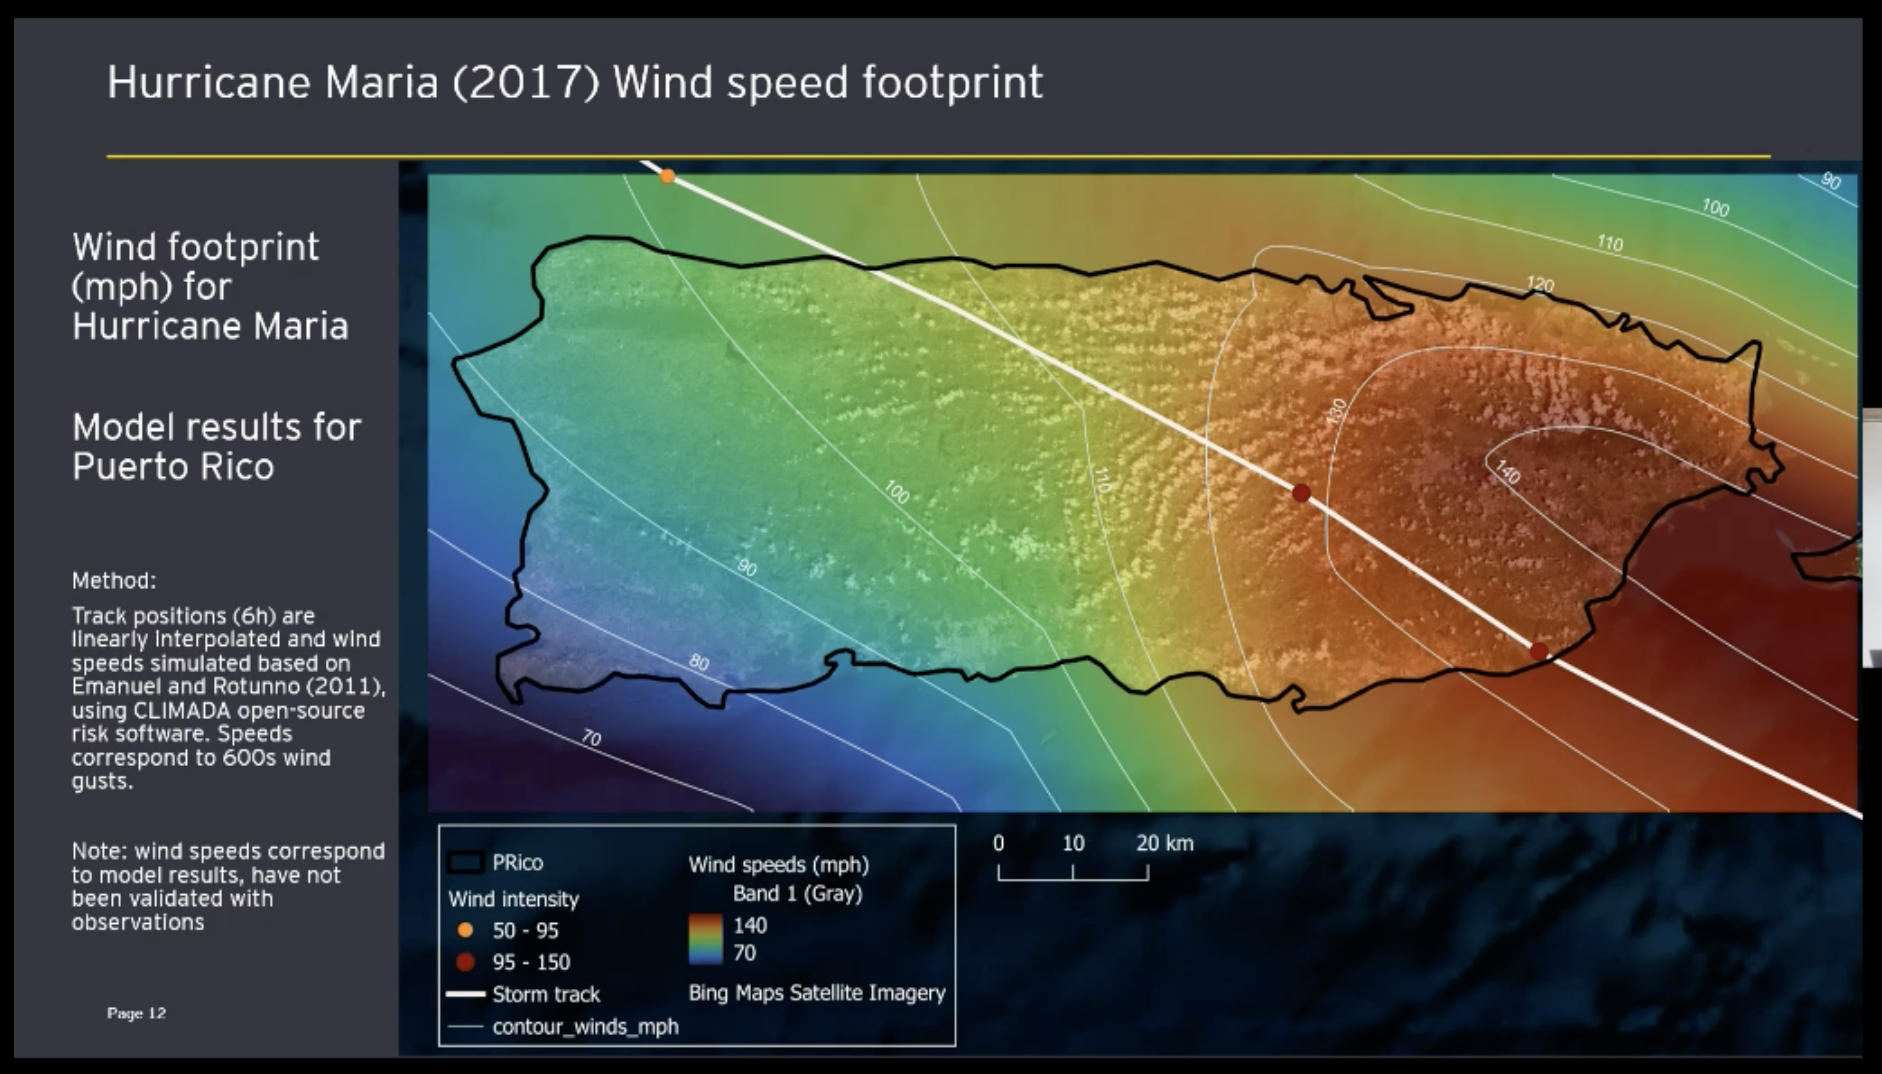 Hurricane Maria (2017) Wind speed footprint
Wind footprint
(mph) for
Hurricane Maria
Model results for
Puerto Rico
Method:
Track positions (6h) are
linearly interpolated and wind
speeds simulated based on
Emanuel and Rotunno (2011),
using CLIMADA open-source
risk software. Speeds
correspond to 600s wind
gusts.
Note: wind speeds correspond
to model results, have not
been validated with
observations
Page 12
90
100
110
120
130
140
110
100
90
80
70
PRico
Wind intensity
50 - 95
95 - 150
Storm track
contour_winds_mph
Wind speeds (mph)
Band 1 (Gray)
140
70
Bing Maps Satellite Imagery
0 10 20 km